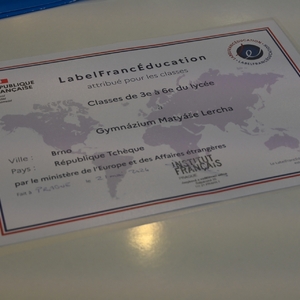 RÉPUBLIQUE
FRANÇAISE
LabelFrancÉducation
attribué pour les classes
Classes de 3e à 6e du lycée
à
Gymnázium Matyáše Lercha
Ville : Brno
Pays : République Tchèque
par le ministère de l'Europe et des Affaires étrangères
INSTITUT
FRANÇAIS